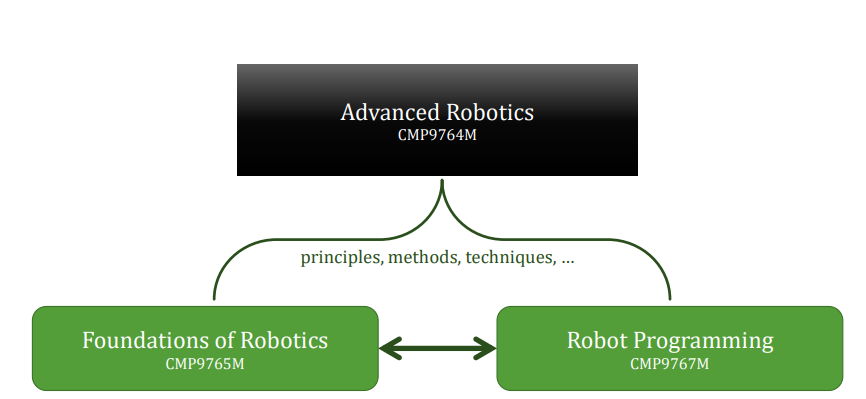 Advanced Robotics
CMP9764M
principles, methods, techniques, ...
Foundations of Robotics
CMP9765M
Robot Programming
CMP9767M